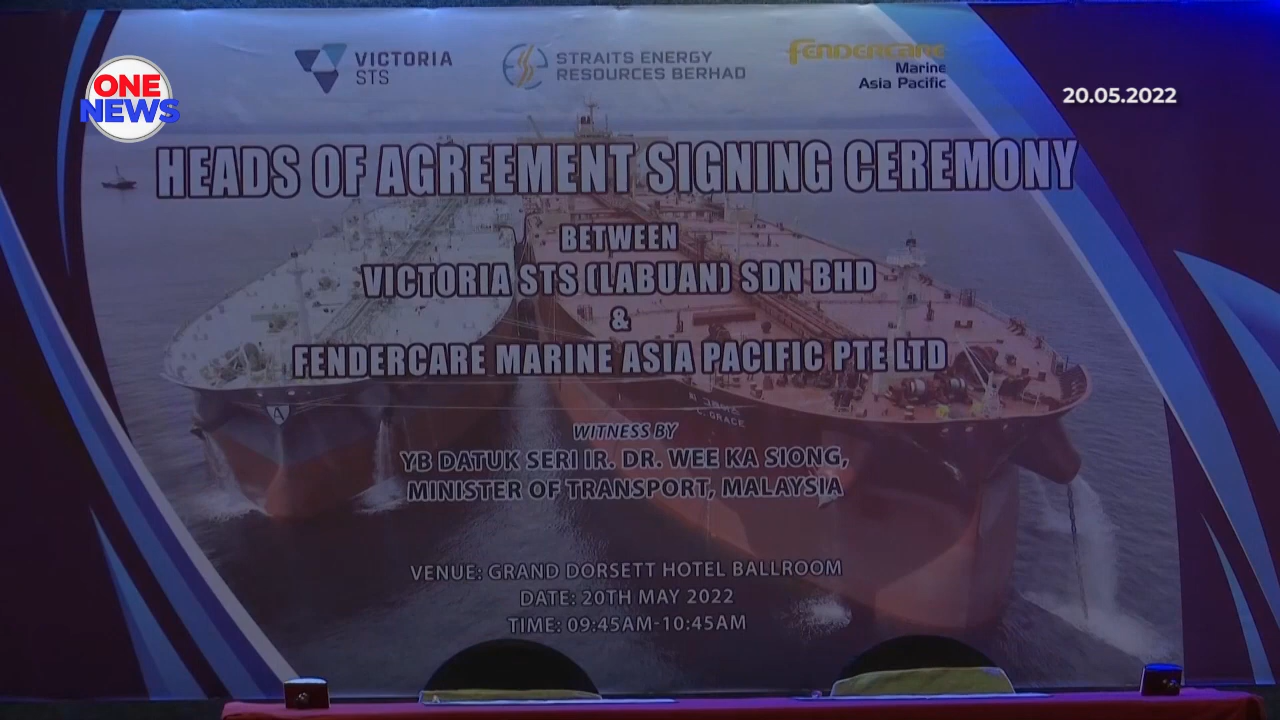 ONE
NEWS
VICTORIA
STS
STRAITS ENERGY
RESOURCES BERHAD
FENDERCARE
Marine
Asia Pacific
20.05.2022
HEADS OF AGREEMENT SIGNING CEREMONY
BETWEEN
VICTORIA STS (LABUAN) SDN BHD
&
FENDERCARE MARINE ASIA PACIFIC PTE LTD
WITNESS BY
YB DATUK SERI IR. DR. WEE KA SIONG,
MINISTER OF TRANSPORT, MALAYSIA
VENUE: GRAND DORSETT HOTEL BALLROOM
DATE: 20TH MAY 2022
TIME: 09:45AM-10:45AM